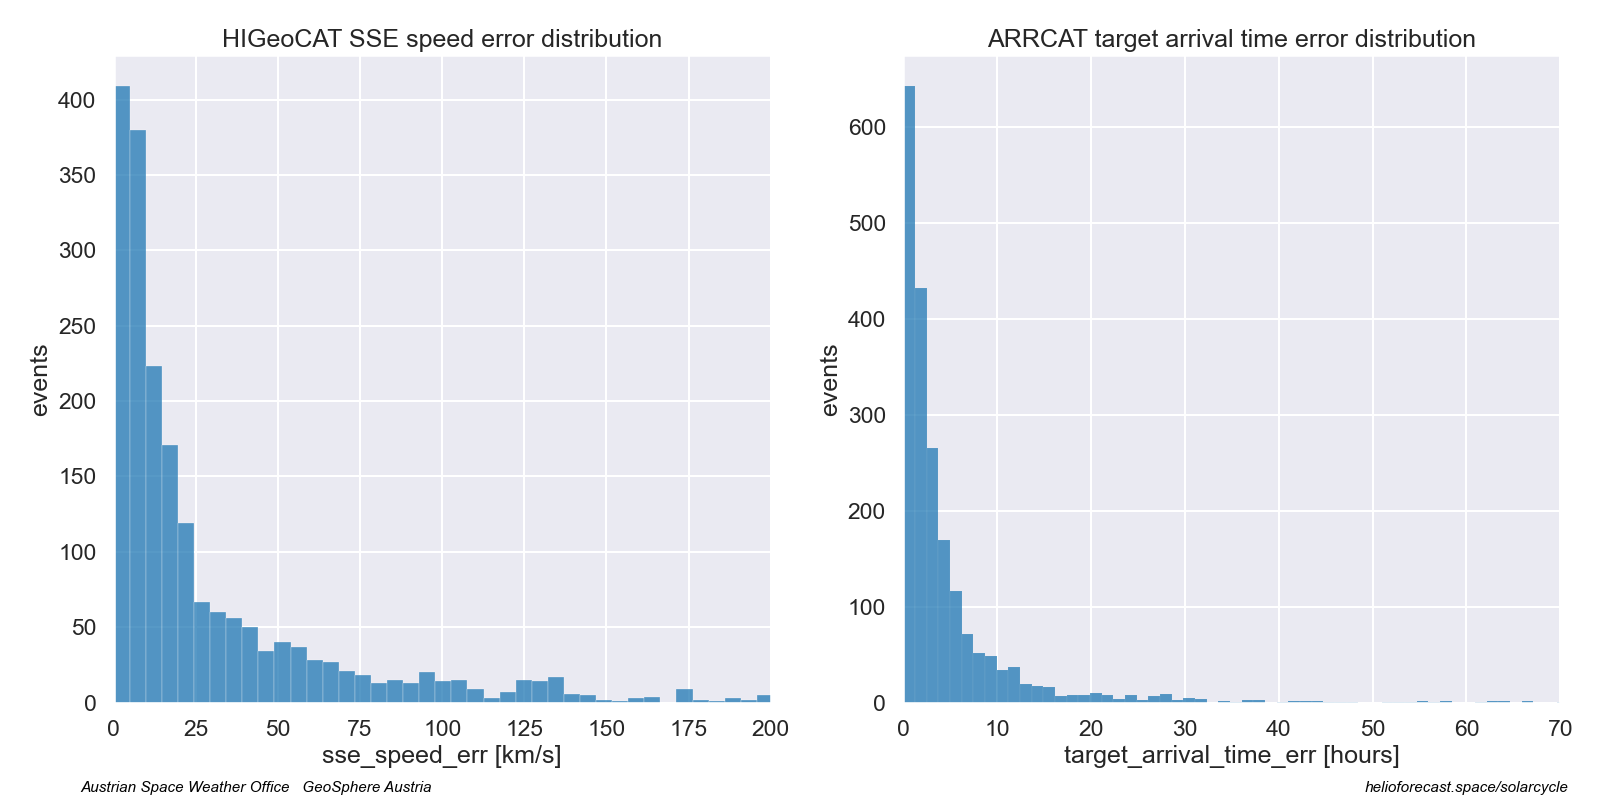 HIGeoCAT SSE speed error distribution
400
350
300
250
200
150
100
50
0
events
0 25 50 75 100 125 150 175 200
sse_speed_err [km/s]
ARRCAT target arrival time error distribution
600
500
400
300
200
100
0
events
0 10 20 30 40 50 60 70
target_arrival_time_err [hours]
Austrian Space Weather Office GeoSphere Austria
helioforecast.space/solarcycle